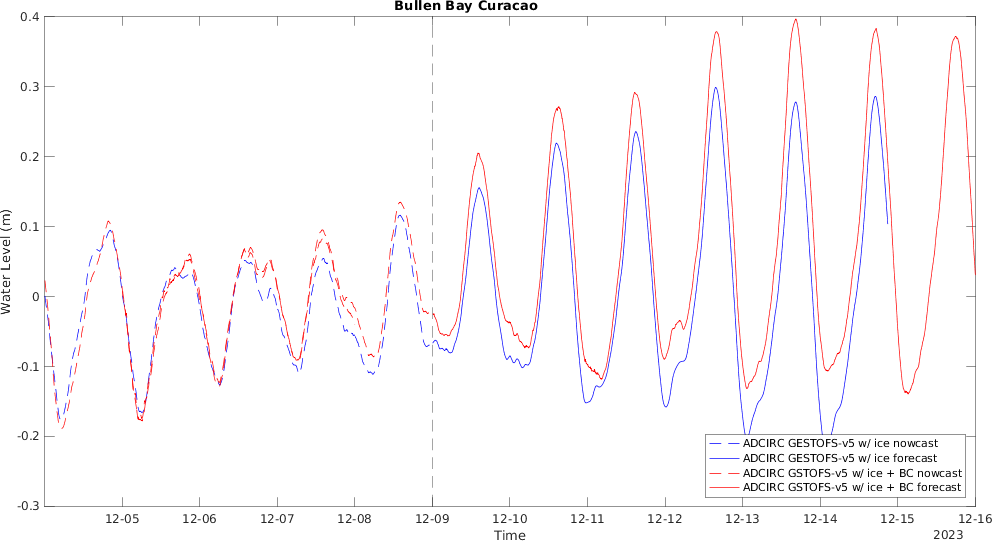 Bullen Bay Curacao
0.4
0.3
0.2
0.1
0
-0.1
-0.2
-0.3
Water Level (m)
ADCIRC GESTOFS-v5 w/ ice nowcast
ADCIRC GESTOFS-v5 w/ ice forecast
ADCIRC GSTOFS-v5 w/ ice + BC nowcast
ADCIRC GSTOFS-v5 w/ ice + BC forecast
12-05 12-06 12-07 12-08 12-09 12-10 12-11 12-12 12-13 12-14 12-15 12-16
Time
2023